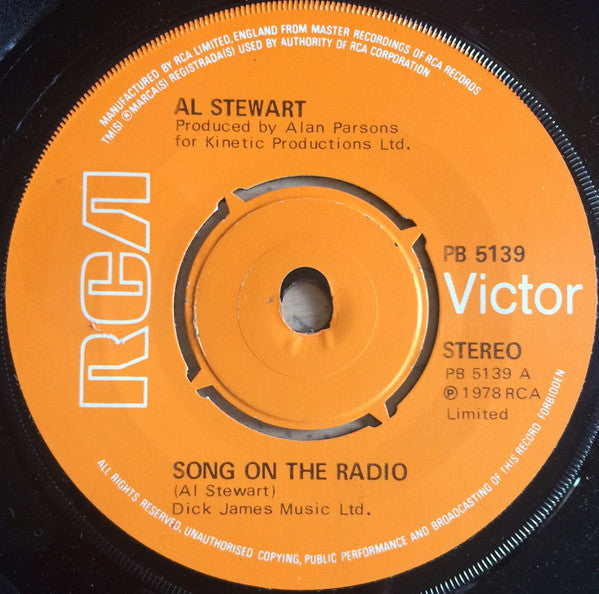 MANUFACTURED BY RCA LIMITED, ENGLAND FROM MASTER RECORDINGS OF RCA RECORDS
TM(S) ® MARCA(S) REGISTRADA(S) USED BY AUTHORITY OF RCA CORPORATION
AL STEWART
Produced by Alan Parsons
for Kinetic Productions Ltd.
RCA
PB 5139
Victor
STEREO
PB 5139 A
℗ 1978 RCA
Limited
SONG ON THE RADIO
(Al Stewart)
Dick James Music Ltd.
ALL RIGHTS RESERVED, UNAUTHORISED COPYING, PUBLIC PERFORMANCE AND BROADCASTING OF THIS RECORD FORBIDDEN